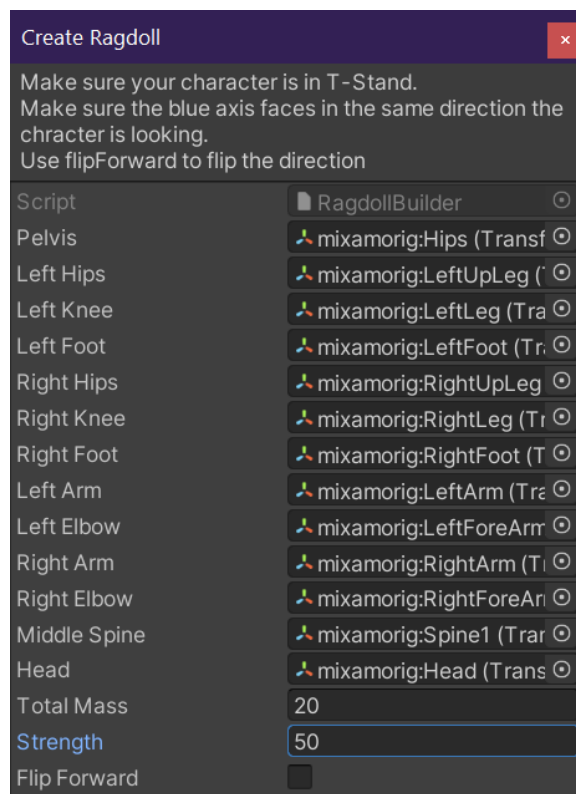 Create Ragdoll
Make sure your character is in T-Stand.
Make sure the blue axis faces in the same direction the
chracter is looking.
Use flipForward to flip the direction
Script RagdollBuilder
Pelvis mixamorig:Hips (Transf
Left Hips mixamorig:LeftUpLeg (T
Left Knee mixamorig:LeftLeg (Tra
Left Foot mixamorig:LeftFoot (Tra
Right Hips mixamorig:RightUpLeg
Right Knee mixamorig:RightLeg (Tr
Right Foot mixamorig:RightFoot (T
Left Arm mixamorig:LeftArm (Tra
Left Elbow mixamorig:LeftForeArm
Right Arm mixamorig:RightArm (Tr
Right Elbow mixamorig:RightForeAr
Middle Spine mixamorig:Spine1 (Tran
Head mixamorig:Head (Trans
Total Mass 20
Strength 50
Flip Forward